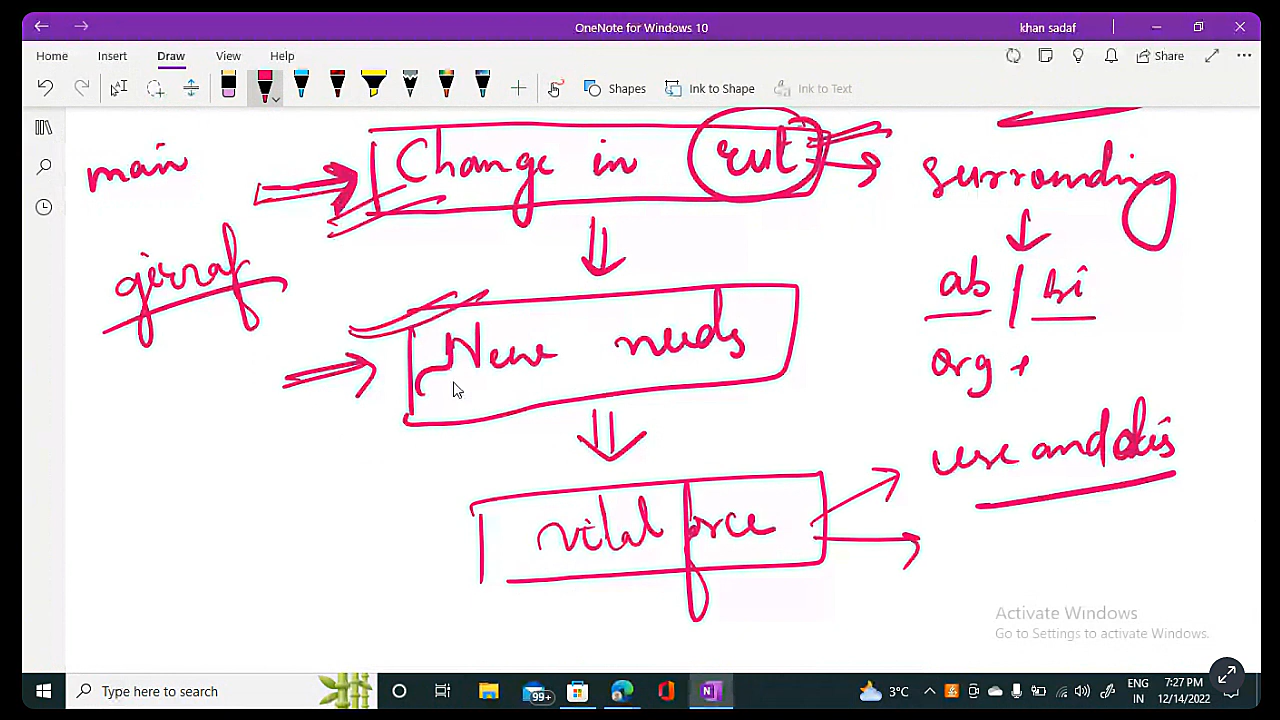 OneNote for Windows 10
khan sadaf
Home Insert Draw View Help
Share
Shapes Ink to Shape Ink to Text
main
Change in
surrounding
girraf
ab / bi
New needs
org +
use and dis
vital force
Activate Windows
Go to Settings to activate Windows.
Type here to search
99+
3°C
ENG
IN
7:27 PM
12/14/2022